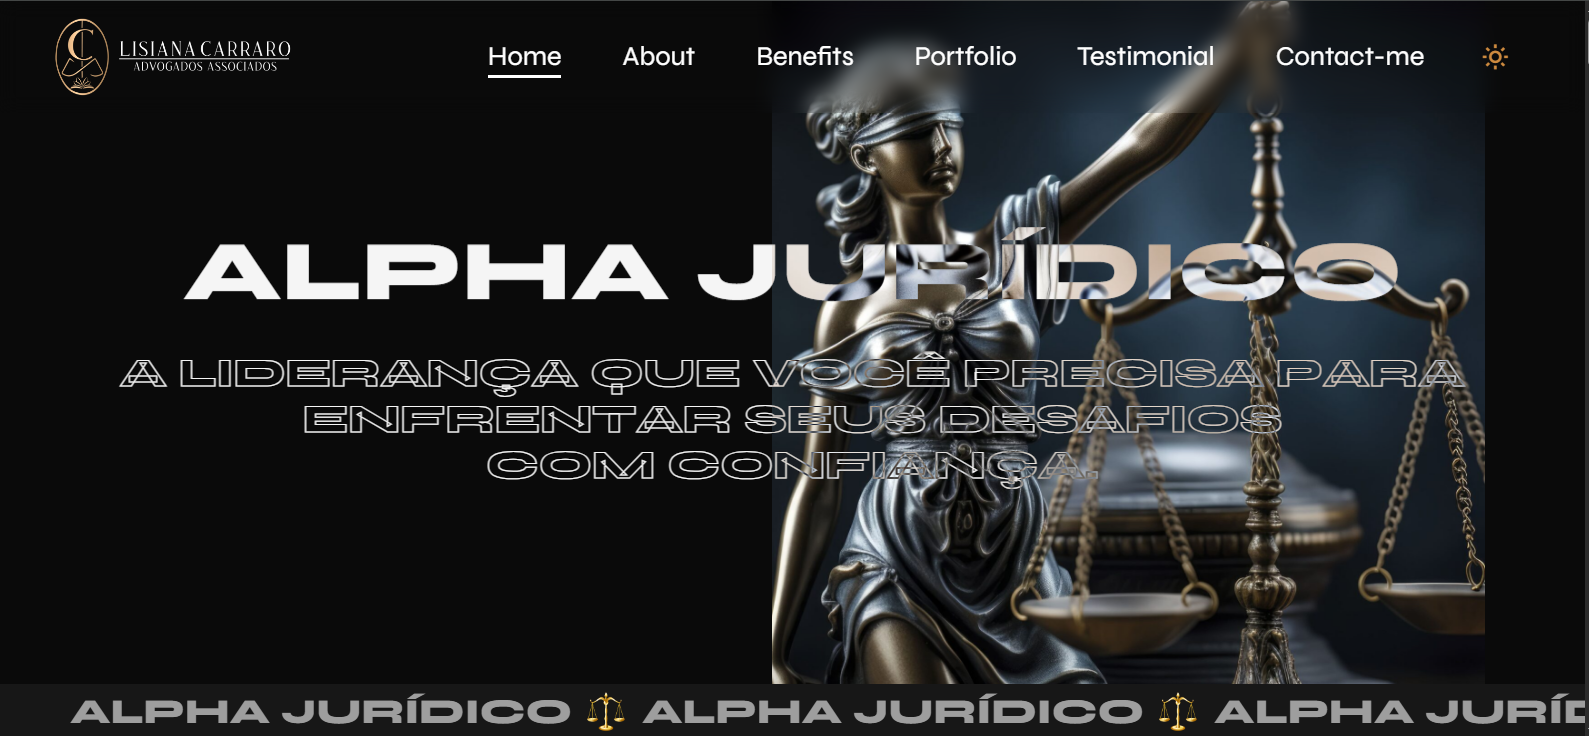 LISIANA CARRARO
ADVOGADOS ASSOCIADOS
Home About Benefits Portfolio Testimonial Contact-me
ALPHA JURÍDICO
A LIDERANÇA QUE VOCÊ PRECISA PARA
ENFRENTAR SEUS DESAFIOS
COM CONFIANÇA.
ALPHA JURÍDICO ALPHA JURÍDICO ALPHA JURÍD